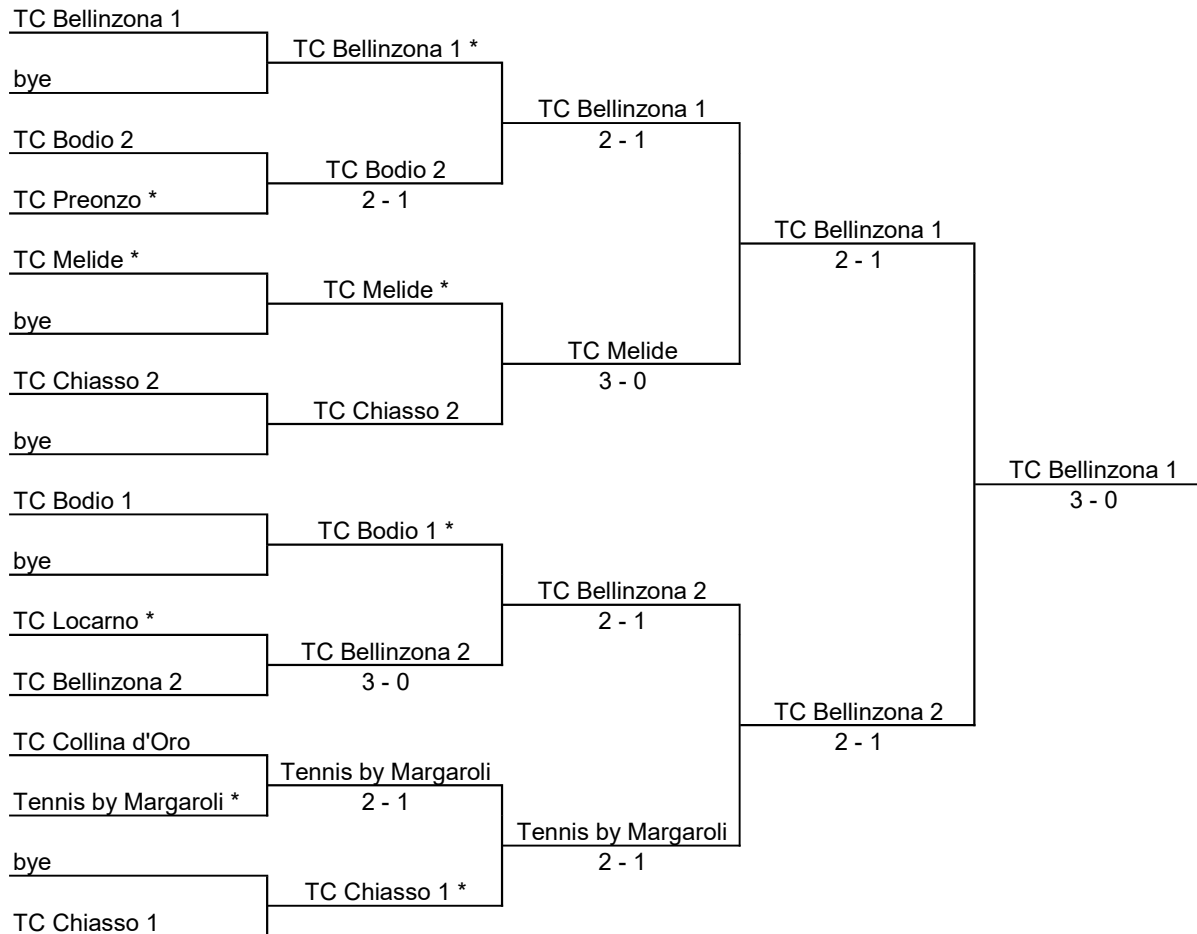 TC Bellinzona 1
TC Bellinzona 1 *
bye
TC Bellinzona 1
2 - 1
TC Bodio 2
TC Bodio 2
2 - 1
TC Preonzo *
TC Bellinzona 1
2 - 1
TC Melide *
TC Melide *
bye
TC Melide
3 - 0
TC Chiasso 2
TC Chiasso 2
bye
TC Bellinzona 1
3 - 0
TC Bodio 1
TC Bodio 1 *
bye
TC Bellinzona 2
2 - 1
TC Locarno *
TC Bellinzona 2
3 - 0
TC Bellinzona 2
TC Bellinzona 2
2 - 1
TC Collina d'Oro
Tennis by Margaroli
2 - 1
Tennis by Margaroli *
Tennis by Margaroli
2 - 1
bye
TC Chiasso 1 *
TC Chiasso 1